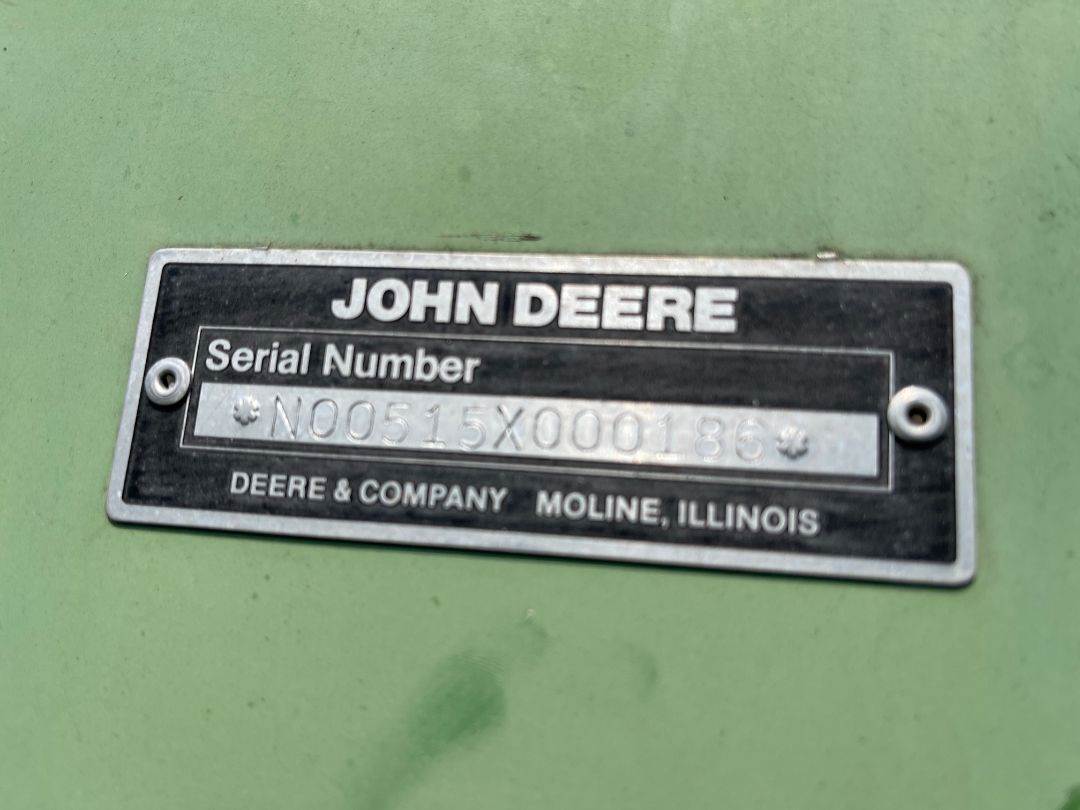 JOHN DEERE
Serial Number
*N00515X000186*
DEERE & COMPANY MOLINE, ILLINOIS